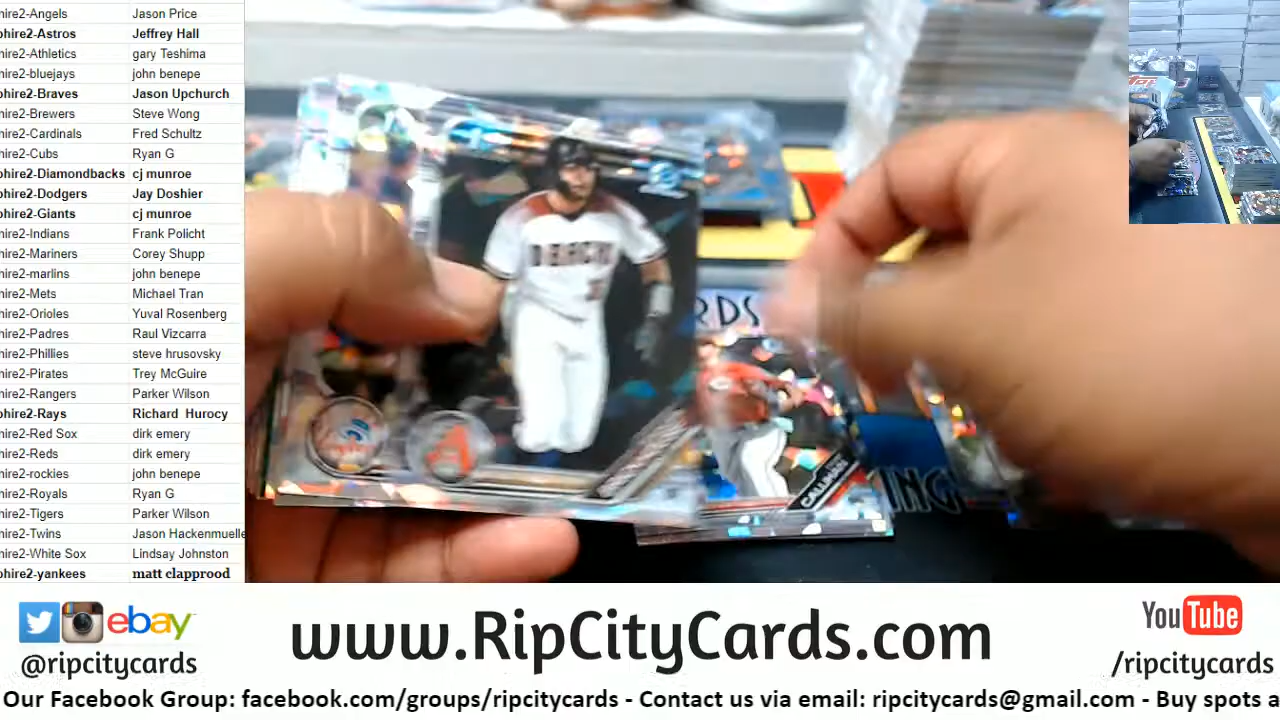 hire2-Angels Jason Price
phire2-Astros Jeffrey Hall
hire2-Athletics gary Teshima
hire2-bluejays john benepe
phire2-Braves Jason Upchurch
hire2-Brewers Steve Wong
hire2-Cardinals Fred Schultz
hire2-Cubs Ryan G
phire2-Diamondbacks cj munroe
phire2-Dodgers Jay Doshier
phire2-Giants cj munroe
hire2-Indians Frank Policht
hire2-Mariners Corey Shupp
hire2-marlins john benepe
hire2-Mets Michael Tran
hire2-Orioles Yuval Rosenberg
hire2-Padres Raul Vizcarra
hire2-Phillies steve hrusovsky
hire2-Pirates Trey McGuire
hire2-Rangers Parker Wilson
phire2-Rays Richard Hurocy
hire2-Red Sox dirk emery
hire2-Reds dirk emery
hire2-rockies john benepe
hire2-Royals Ryan G
hire2-Tigers Parker Wilson
hire2-Twins Jason Hackenmuelle
hire2-White Sox Lindsay Johnston
phire2-yankees matt clapprood
RDS
CALLIHAN
ING
ebay
@ripcitycards
www.RipCityCards.com
YouTube
/ripcitycards
Our Facebook Group: facebook.com/groups/ripcitycards - Contact us via email: ripcitycards@gmail.com - Buy spots a